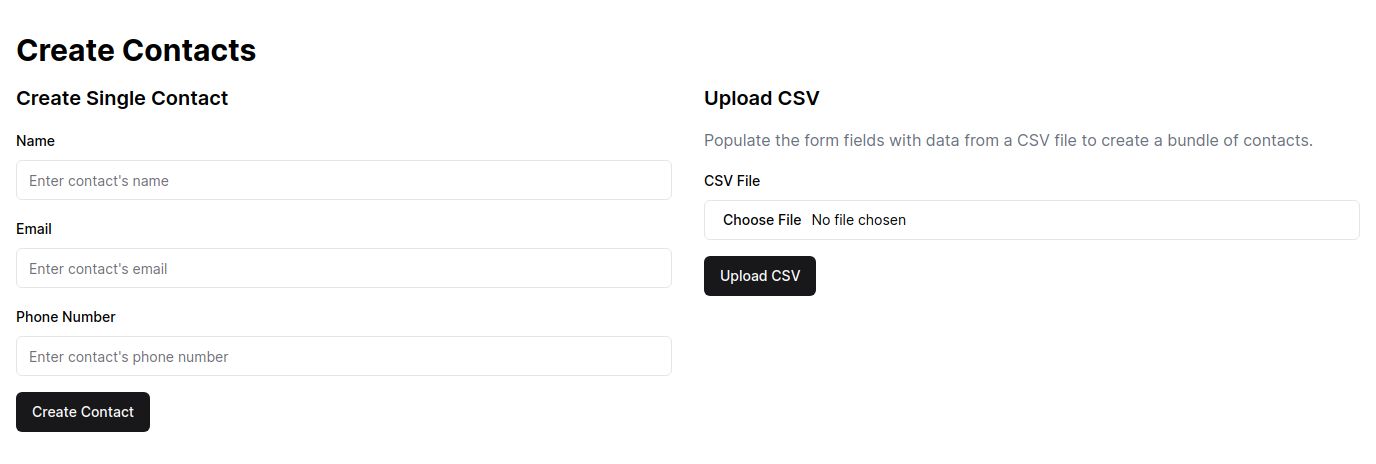 Create Contacts
Create Single Contact
Name
Enter contact's name
Email
Enter contact's email
Phone Number
Enter contact's phone number
Create Contact
Upload CSV
Populate the form fields with data from a CSV file to create a bundle of contacts.
CSV File
Choose File No file chosen
Upload CSV